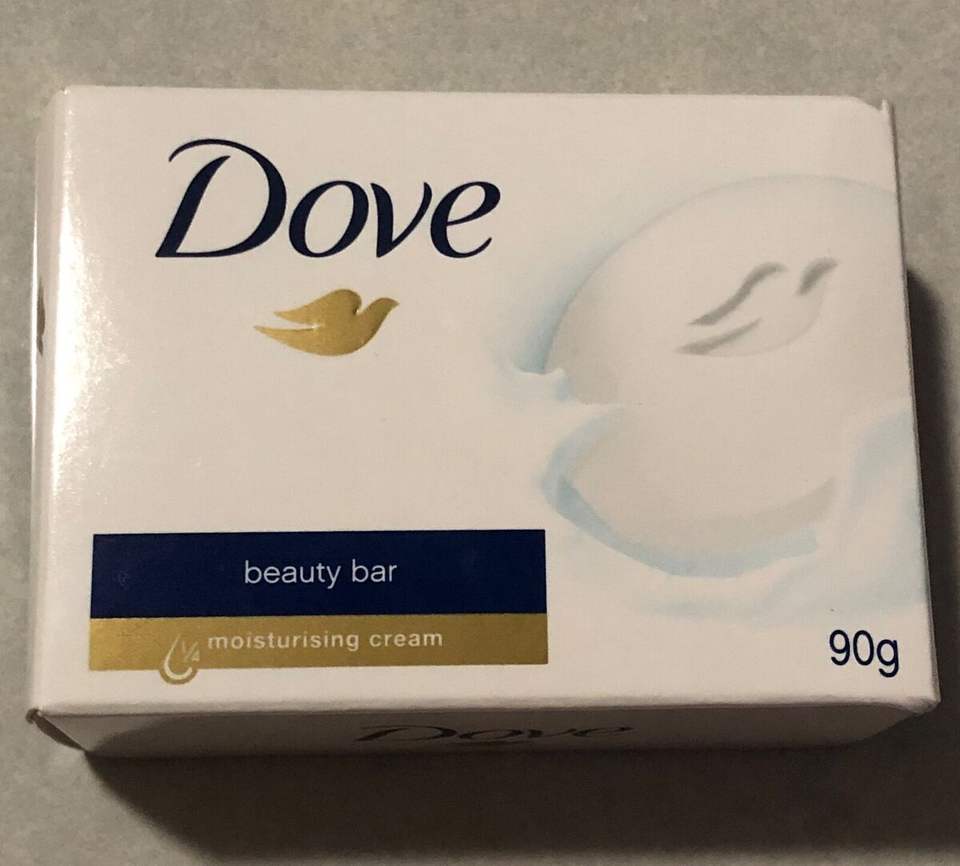 Dove
beauty bar
1/4 moisturising cream
90g
Dove